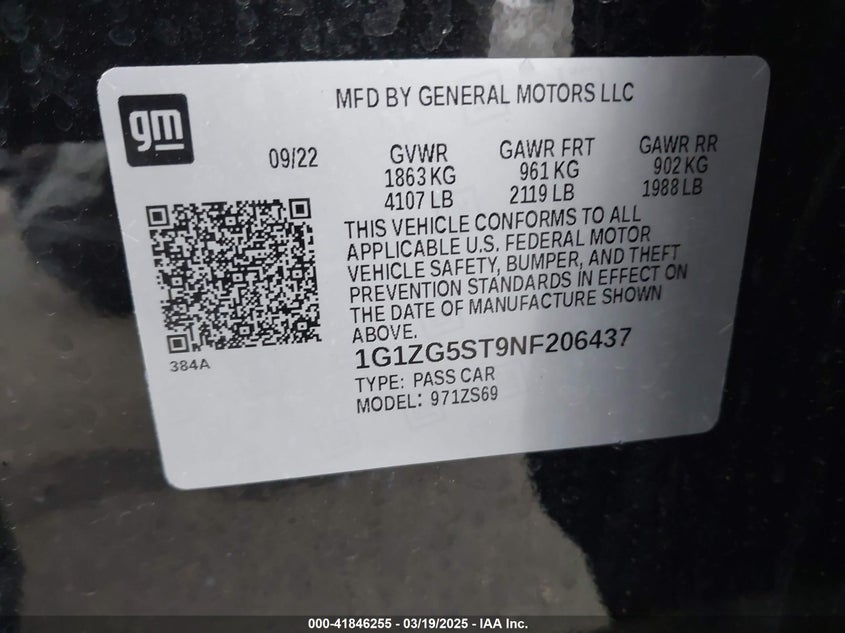 gm
MFD BY GENERAL MOTORS LLC
09/22
GVWR
1863 KG
4107 LB
GAWR FRT
961 KG
2119 LB
GAWR RR
902 KG
1988 LB
THIS VEHICLE CONFORMS TO ALL
APPLICABLE U.S. FEDERAL MOTOR
VEHICLE SAFETY, BUMPER, AND THEFT
PREVENTION STANDARDS IN EFFECT ON
THE DATE OF MANUFACTURE SHOWN
ABOVE.
384A
1G1ZG5ST9NF206437
TYPE: PASS CAR
MODEL: 971ZS69
000-41846255 - 03/19/2025 - IAA Inc.